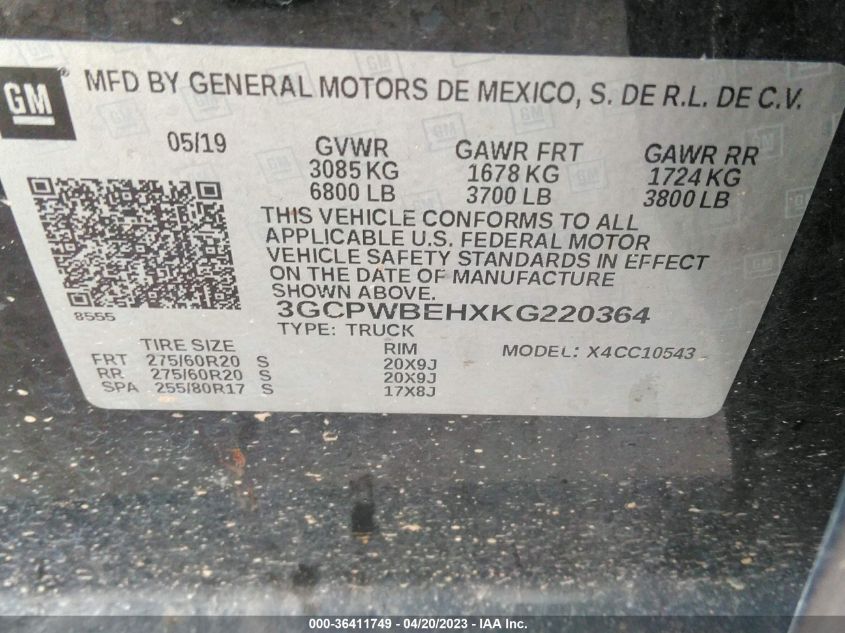 GM
MFD BY GENERAL MOTORS DE MEXICO, S. DE R.L. DE C.V.
05/19 GVWR GAWR FRT GAWR RR
3085 KG 1678 KG 1724 KG
6800 LB 3700 LB 3800 LB
THIS VEHICLE CONFORMS TO ALL
APPLICABLE U.S. FEDERAL MOTOR
VEHICLE SAFETY STANDARDS IN EFFECT
ON THE DATE OF MANUFACTURE
SHOWN ABOVE.
8555
3GCPWBEHXKG220364
TYPE: TRUCK
TIRE SIZE RIM MODEL: X4CC10543
FRT 275/60R20 S 20X9J
RR 275/60R20 S 20X9J
SPA 255/80R17 S 17X8J
000-36411749 - 04/20/2023 - IAA Inc.